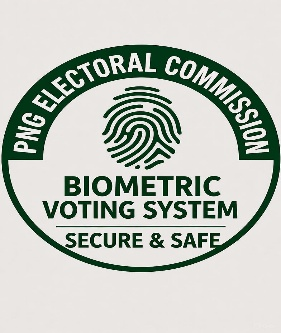 PNG ELECTORAL COMMISSION
BIOMETRIC
VOTING SYSTEM
SECURE & SAFE